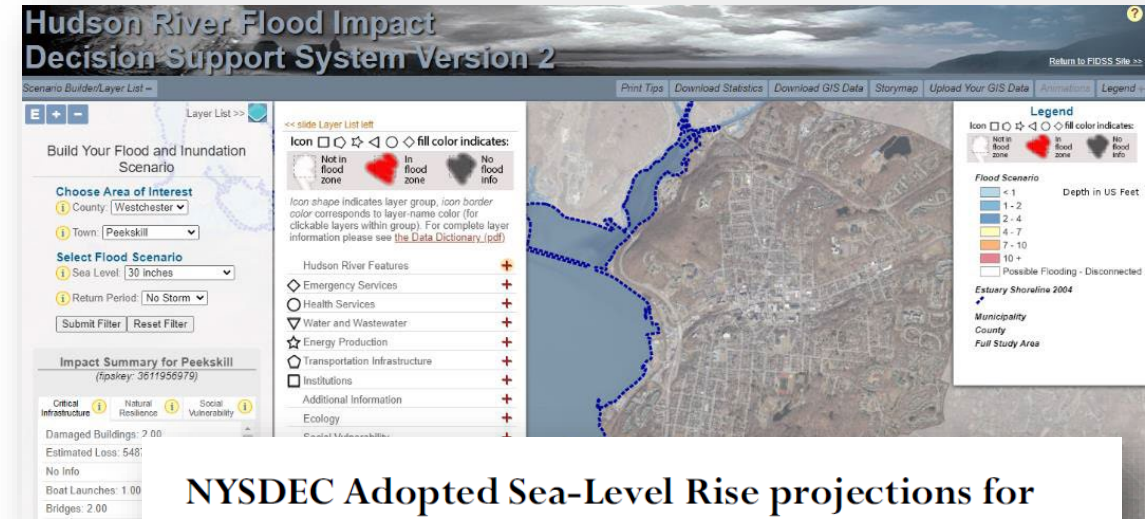 Hudson River Flood Impact
Decision Support System Version 2
?
Return to FIDSS Site >>
Scenario Builder/Layer List –
Print Tips Download Statistics Download GIS Data Storymap Upload Your GIS Data Animations Legend +
E + -
Layer List >>
Build Your Flood and Inundation
Scenario
Choose Area of Interest
i County: Westchester
i Town: Peekskill
Select Flood Scenario
i Sea Level: 30 inches
i Return Period: No Storm
Submit Filter Reset Filter
Impact Summary for Peekskill
(fipskey: 3611956979)
Critical Infrastructure i Natural Resilience i Social Vulnerability i
Damaged Buildings: 2.00
Estimated Loss: 548
No Info
Boat Launches: 1.00
Bridges: 2.00
<< slide Layer List left
Icon fill color indicates:
Not in flood zone In flood zone No flood info
Icon shape indicates layer group, icon border
color corresponds to layer-name color (for
clickable layers within group). For complete layer
information please see the Data Dictionary (pdf)
Hudson River Features +
Emergency Services +
Health Services +
Water and Wastewater +
Energy Production +
Transportation Infrastructure +
Institutions +
Additional Information +
Ecology +
Social Vulnerability +
Legend
Icon fill color indicates:
Not in flood zone In flood zone No flood info
Flood Scenario
< 1 Depth in US Feet
1 - 2
2 - 4
4 - 7
7 - 10
10 +
Possible Flooding - Disconnected
Estuary Shoreline 2004
Municipality
County
Full Study Area
NYSDEC Adopted Sea-Level Rise projections for